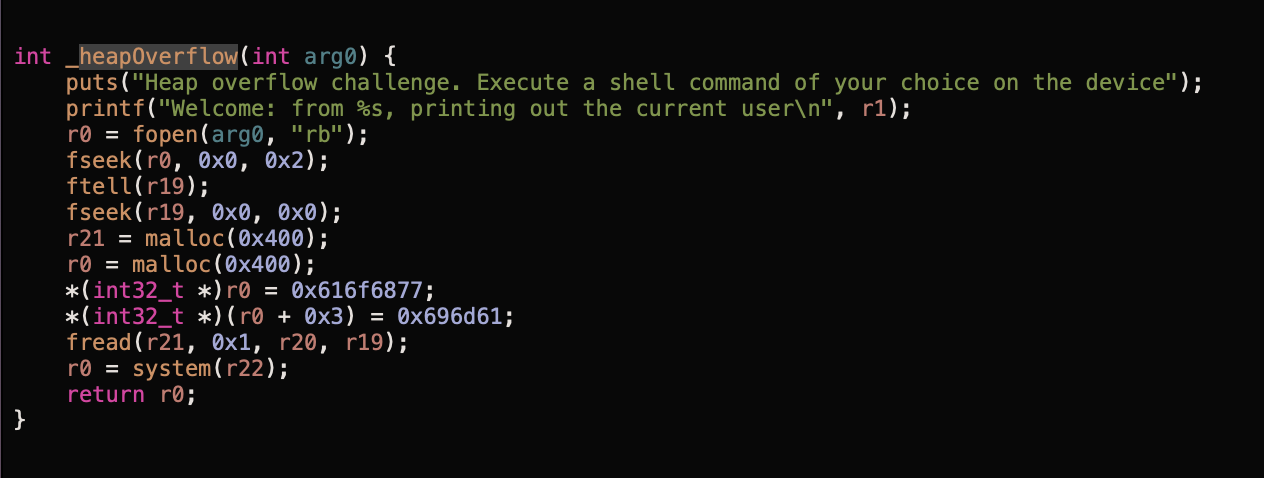 int _heapOverflow(int arg0) {
    puts("Heap overflow challenge. Execute a shell command of your choice on the device");
    printf("Welcome: from %s, printing out the current user\n", r1);
    r0 = fopen(arg0, "rb");
    fseek(r0, 0x0, 0x2);
    ftell(r19);
    fseek(r19, 0x0, 0x0);
    r21 = malloc(0x400);
    r0 = malloc(0x400);
    *(int32_t *)r0 = 0x616f6877;
    *(int32_t *)(r0 + 0x3) = 0x696d61;
    fread(r21, 0x1, r20, r19);
    r0 = system(r22);
    return r0;
}